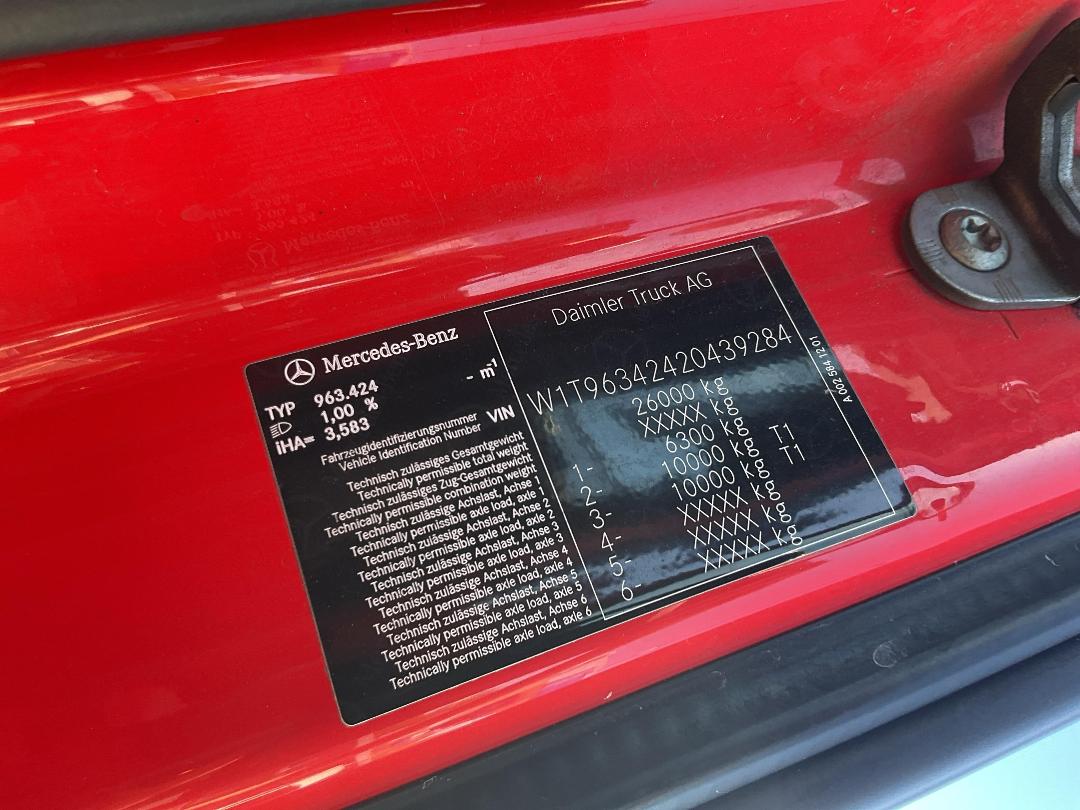 Mercedes-Benz
TYP 963.424 - m⁻¹
1,00 %
iHA= 3,583
Fahrzeugidentifizierungsnummer
Vehicle Identification Number VIN
Technisch zulässiges Gesamtgewicht
Technically permissible total weight
Technisch zulässiges Zug-Gesamtgewicht
Technically permissible combination weight
Technisch zulässige Achslast, Achse 1
Technically permissible axle load, axle 1
Technisch zulässige Achslast, Achse 2
Technically permissible axle load, axle 2
Technisch zulässige Achslast, Achse 3
Technically permissible axle load, axle 3
Technisch zulässige Achslast, Achse 4
Technically permissible axle load, axle 4
Technisch zulässige Achslast, Achse 5
Technically permissible axle load, axle 5
Technisch zulässige Achslast, Achse 6
Technically permissible axle load, axle 6
Daimler Truck AG
W1T96342420439284
26000 kg
XXXXX kg
1- 6300 kg
2- 10000 kg T1
3- 10000 kg T1
4- XXXXX kg
5- XXXXX kg
6- XXXXX kg
A 002 584 12 01